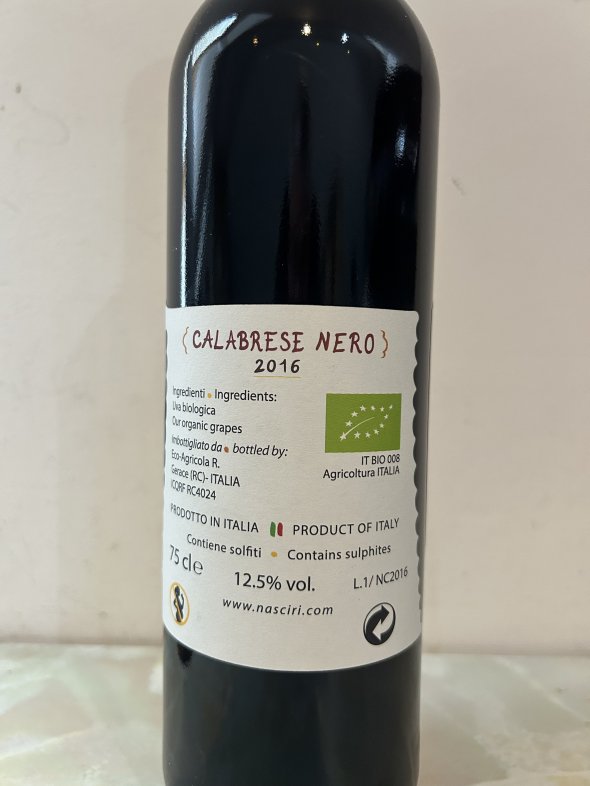 {CALABRESE NERO}
2016
Ingredienti • Ingredients:
Uva biologica
Our organic grapes
Imbottigliato da • bottled by:
Eco-Agricola R.
Gerace (RC)- ITALIA
ICQRF RC4024
IT BIO 008
Agricoltura ITALIA
PRODOTTO IN ITALIA PRODUCT OF ITALY
Contiene solfiti • Contains sulphites
75 cl e
12.5% vol.
L.1/ NC2016
www.nasciri.com